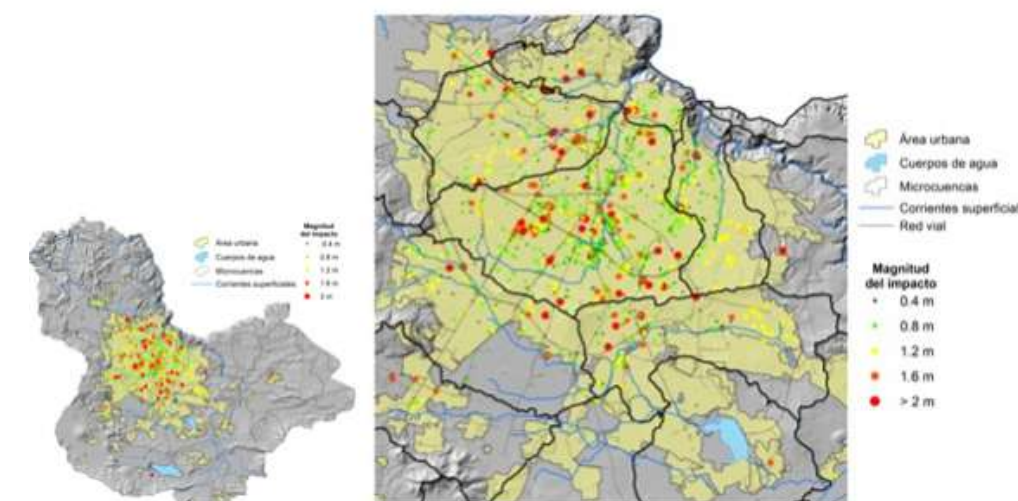 Magnitud
del impacto
Área urbana
Cuerpos de agua
Microcuencas
Corrientes superficiales
0.4 m
0.8 m
1.2 m
1.6 m
2 m
Área urbana
Cuerpos de agua
Microcuencas
Corrientes superficial
Red vial
Magnitud
del impacto
0.4 m
0.8 m
1.2 m
1.6 m
> 2 m